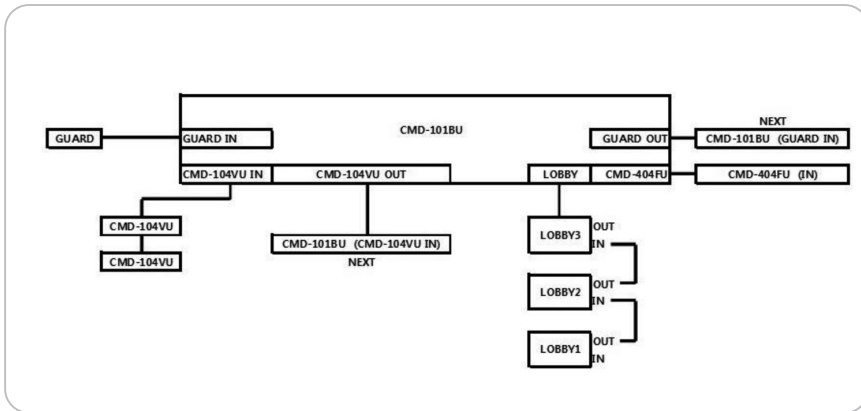 NEXT
GUARD
GUARD IN
CMD-101BU
GUARD OUT
CMD-101BU (GUARD IN)
CMD-104VU IN
CMD-104VU OUT
LOBBY
CMD-404FU
CMD-404FU (IN)
CMD-104VU
CMD-104VU
CMD-101BU (CMD-104VU IN)
NEXT
LOBBY3
OUT
IN
LOBBY2
OUT
IN
LOBBY1
OUT
IN